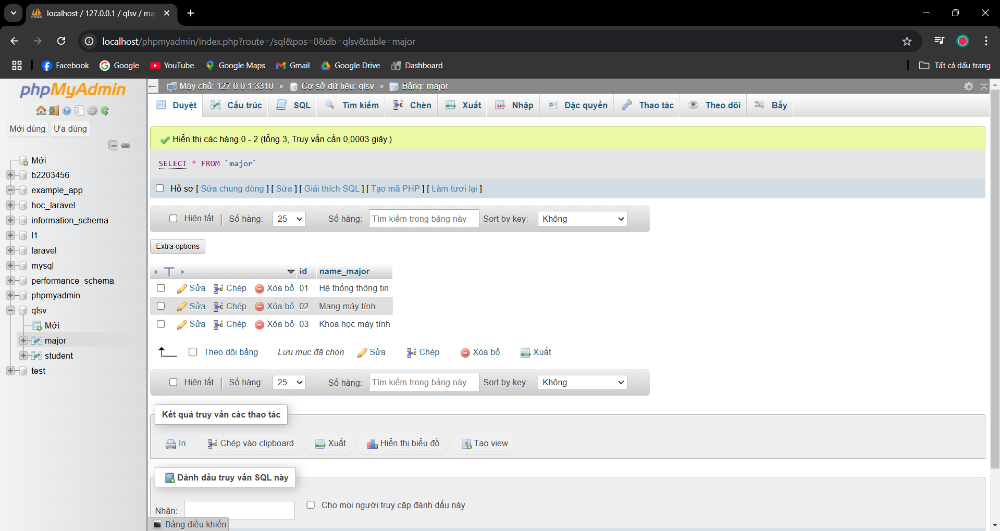 localhost / 127.0.0.1 / qlsv / ma
localhost/phpmyadmin/index.php?route=/sql&pos=0&db=qlsv&table=major
Facebook Google YouTube Google Maps Gmail Google Drive Dashboard Tất cả dấu trang
phpMyAdmin
Mới dùng Ưa dùng
Mới
b2203456
example_app
hoc_laravel
information_schema
l1
laravel
mysql
performance_schema
phpmyadmin
qlsv
Mới
major
student
test
Máy chủ: 127.0.0.1:3310 » Cơ sở dữ liệu: qlsv » Bảng: major
Duyệt Cấu trúc SQL Tìm kiếm Chèn Xuất Nhập Đặc quyền Thao tác Theo dõi Bẫy
Hiển thị các hàng 0 - 2 (tổng 3, Truy vấn cần 0,0003 giây.)
SELECT * FROM `major`
Hồ sơ [ Sửa chung dòng ] [ Sửa ] [ Giải thích SQL ] [ Tạo mã PHP ] [ Làm tươi lại ]
Hiện tất Số hàng: 25 Số hàng: Tìm kiếm trong bảng này Sort by key: Không
Extra options
←T→ id name_major
Sửa Chép Xóa bỏ 01 Hệ thống thông tin
Sửa Chép Xóa bỏ 02 Mạng máy tính
Sửa Chép Xóa bỏ 03 Khoa học máy tính
Theo dõi bảng Lưu mục đã chọn Sửa Chép Xóa bỏ Xuất
Hiện tất Số hàng: 25 Số hàng: Tìm kiếm trong bảng này Sort by key: Không
Kết quả truy vấn các thao tác
In Chép vào clipboard Xuất Hiển thị biểu đồ Tạo view
Đánh dấu truy vấn SQL này
Nhãn: Cho mọi người truy cập đánh dấu này
Bảng điều khiển